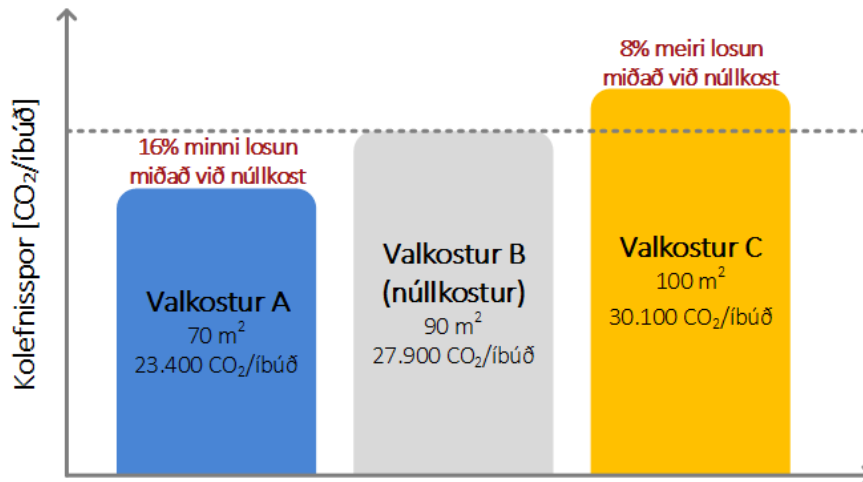 Kolefnisspor [CO₂/íbúð]
16% minni losun
miðað við núllkost
Valkostur A
70 m²
23.400 CO₂/íbúð
Valkostur B
(núllkostur)
90 m²
27.900 CO₂/íbúð
8% meiri losun
miðað við núllkost
Valkostur C
100 m²
30.100 CO₂/íbúð